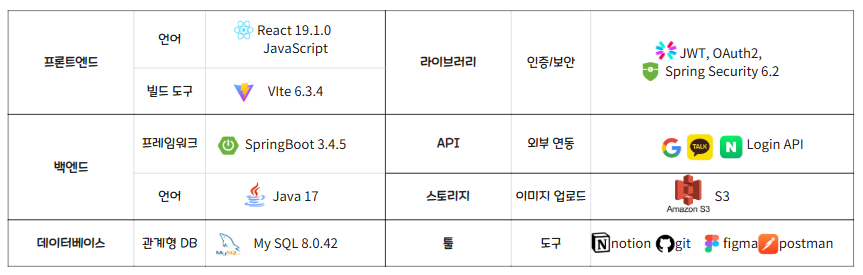 프론트엔드
언어
React 19.1.0
JavaScript
빌드 도구
VIte 6.3.4
라이브러리
인증/보안
JWT, OAuth2,
Spring Security 6.2
백엔드
프레임워크
SpringBoot 3.4.5
언어
Java 17
API
외부 연동
TALK
N
Login API
스토리지
이미지 업로드
Amazon S3
S3
데이터베이스
관계형 DB
MySQL
My SQL 8.0.42
툴
도구
notion
git
figma
postman